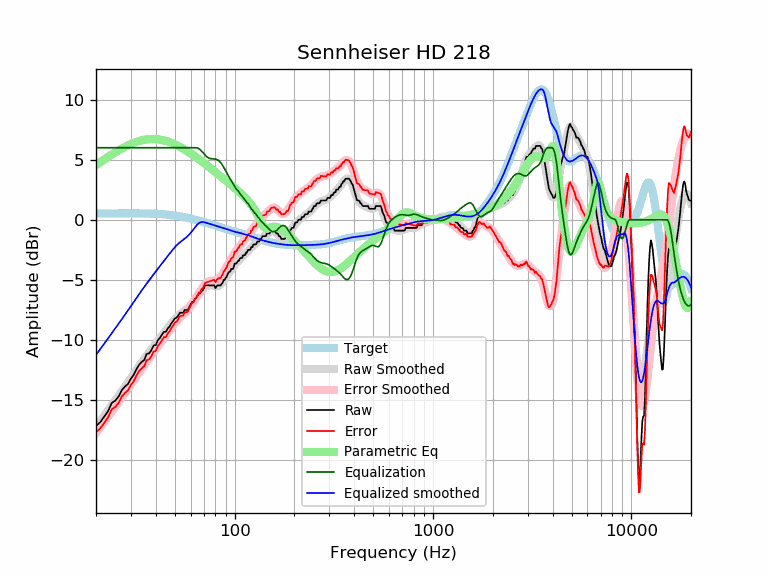 Sennheiser HD 218
10
5
0
−5
−10
−15
−20
Amplitude (dBr)
Target
Raw Smoothed
Error Smoothed
Raw
Error
Parametric Eq
Equalization
Equalized smoothed
100
1000
10000
Frequency (Hz)